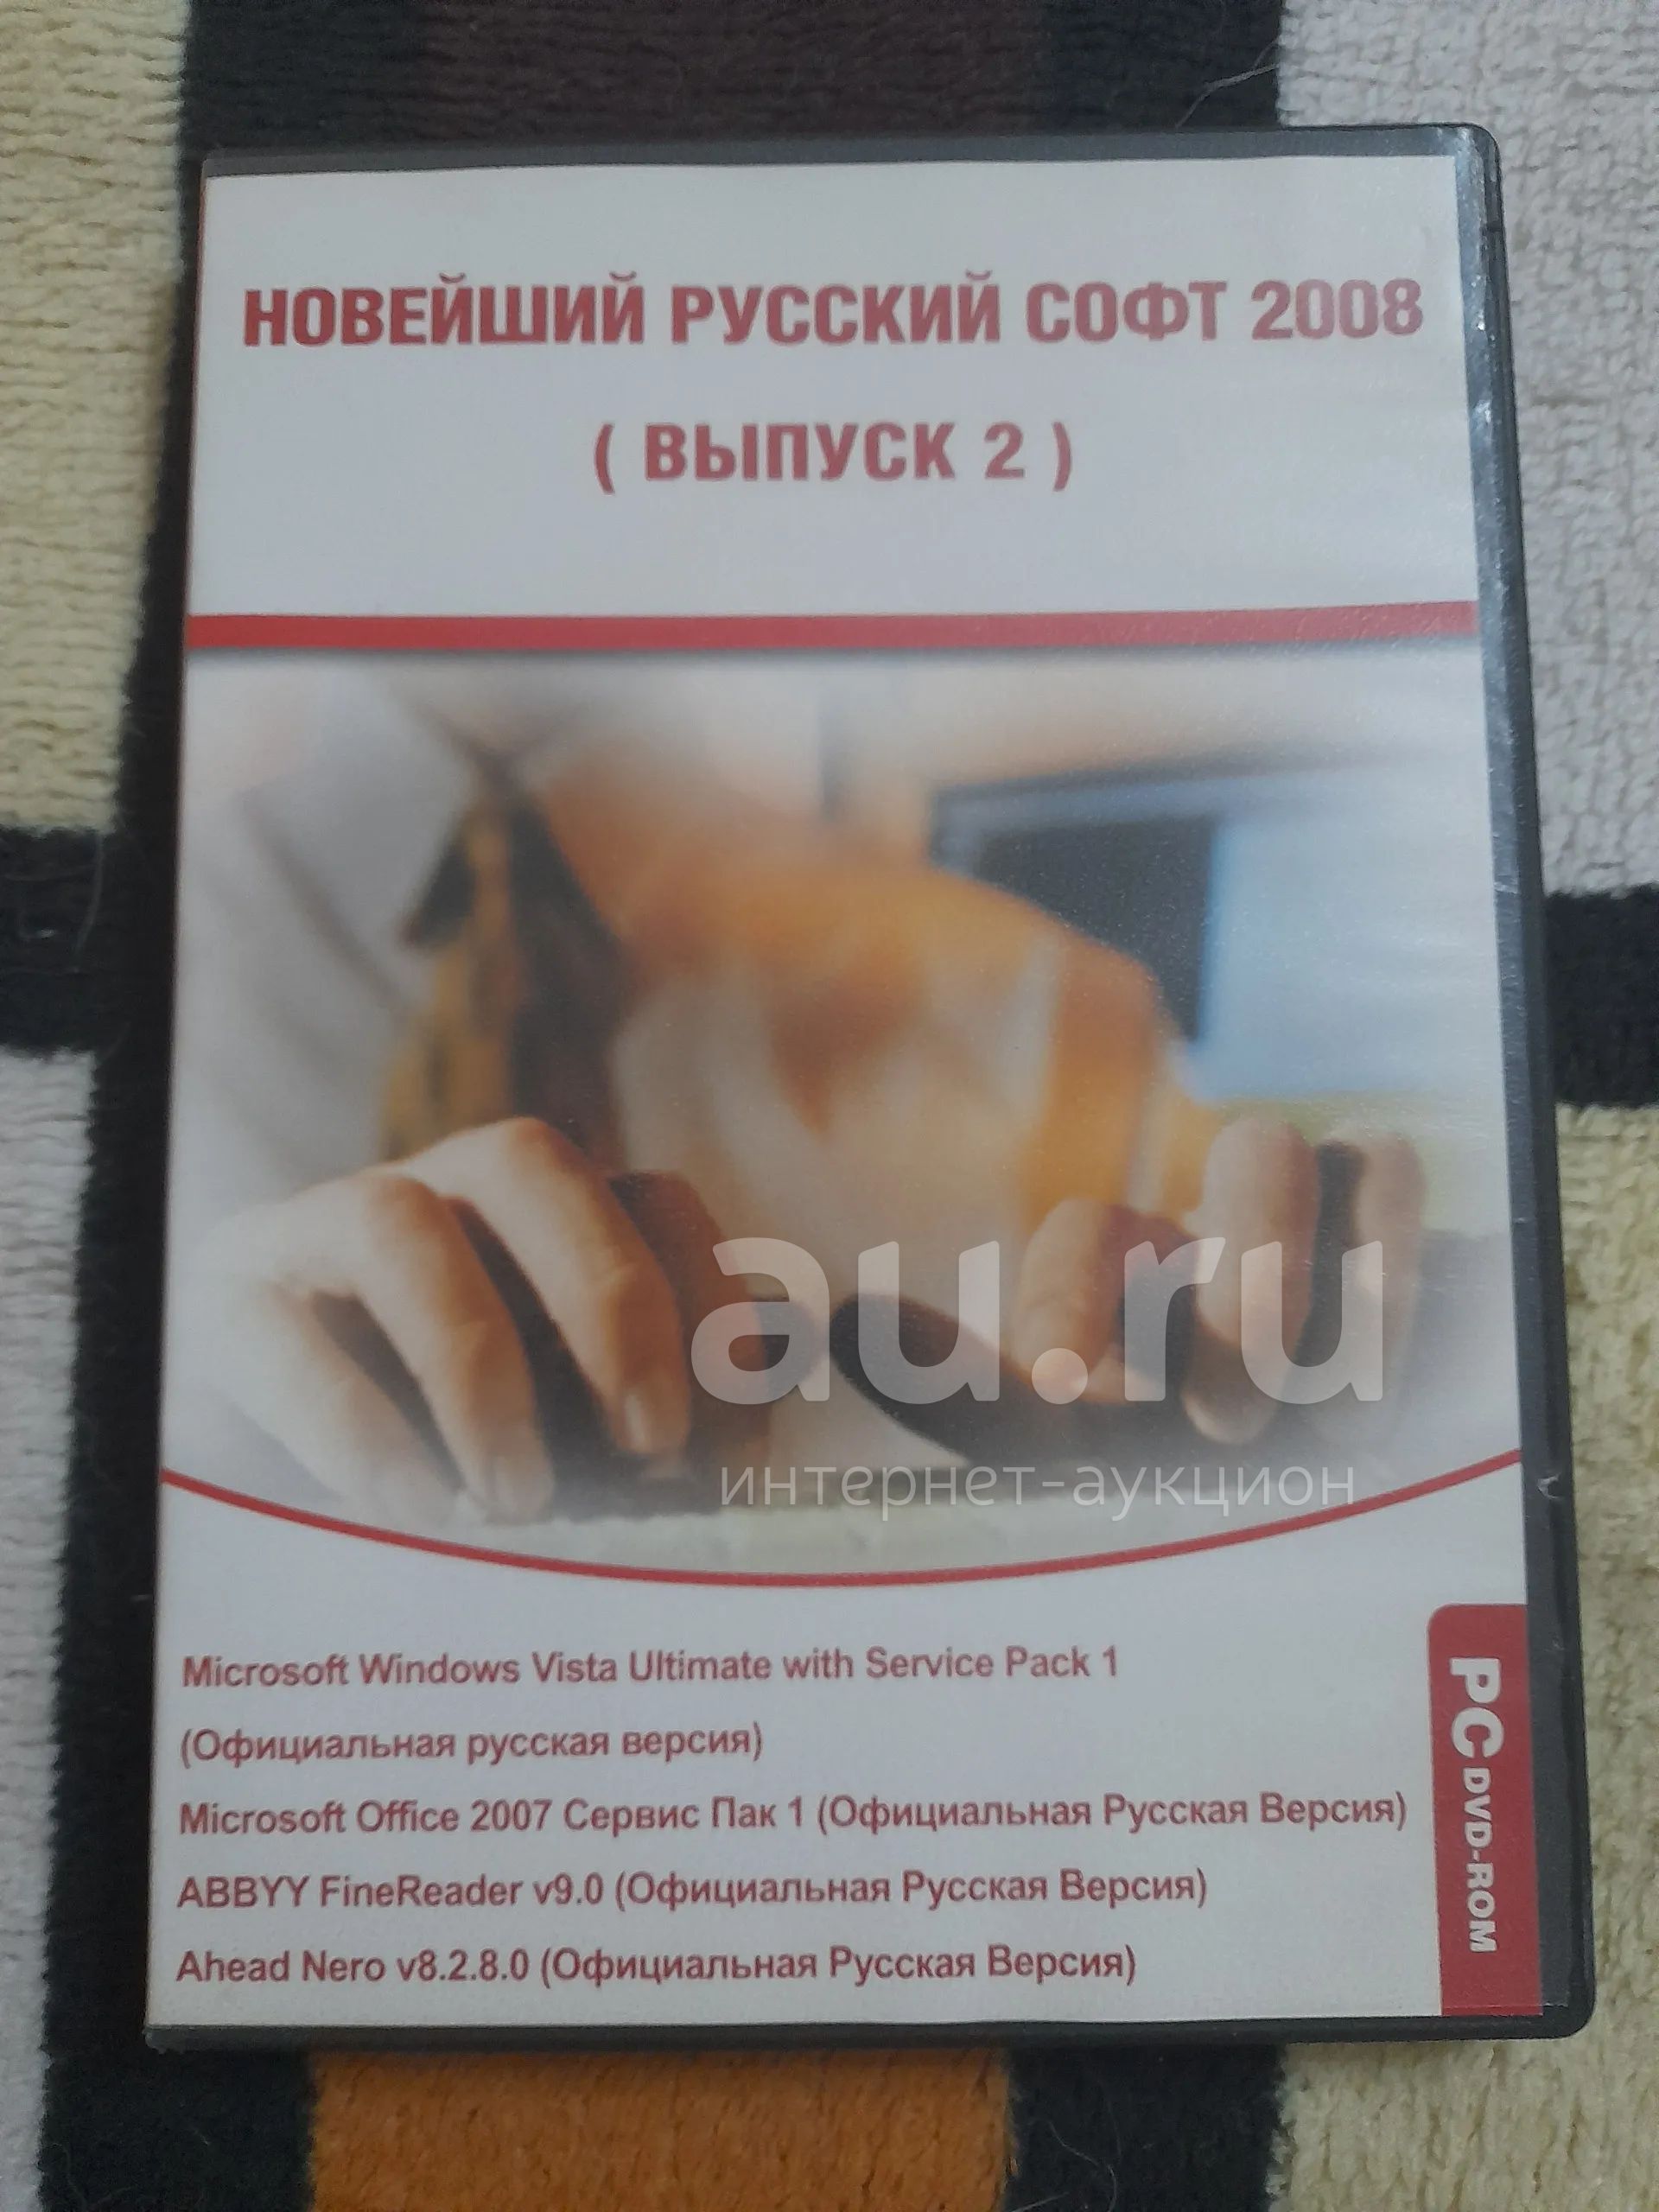 НОВЕЙШИЙ РУССКИЙ СОФТ 2008
( ВЫПУСК 2 )
au.ru
интернет-аукцион
Microsoft Windows Vista Ultimate with Service Pack 1
(Официальная русская версия)
Microsoft Office 2007 Сервис Пак 1 (Официальная Русская Версия)
ABBYY FineReader v9.0 (Официальная Русская Версия)
Ahead Nero v8.2.8.0 (Официальная Русская Версия)
PC DVD-ROM